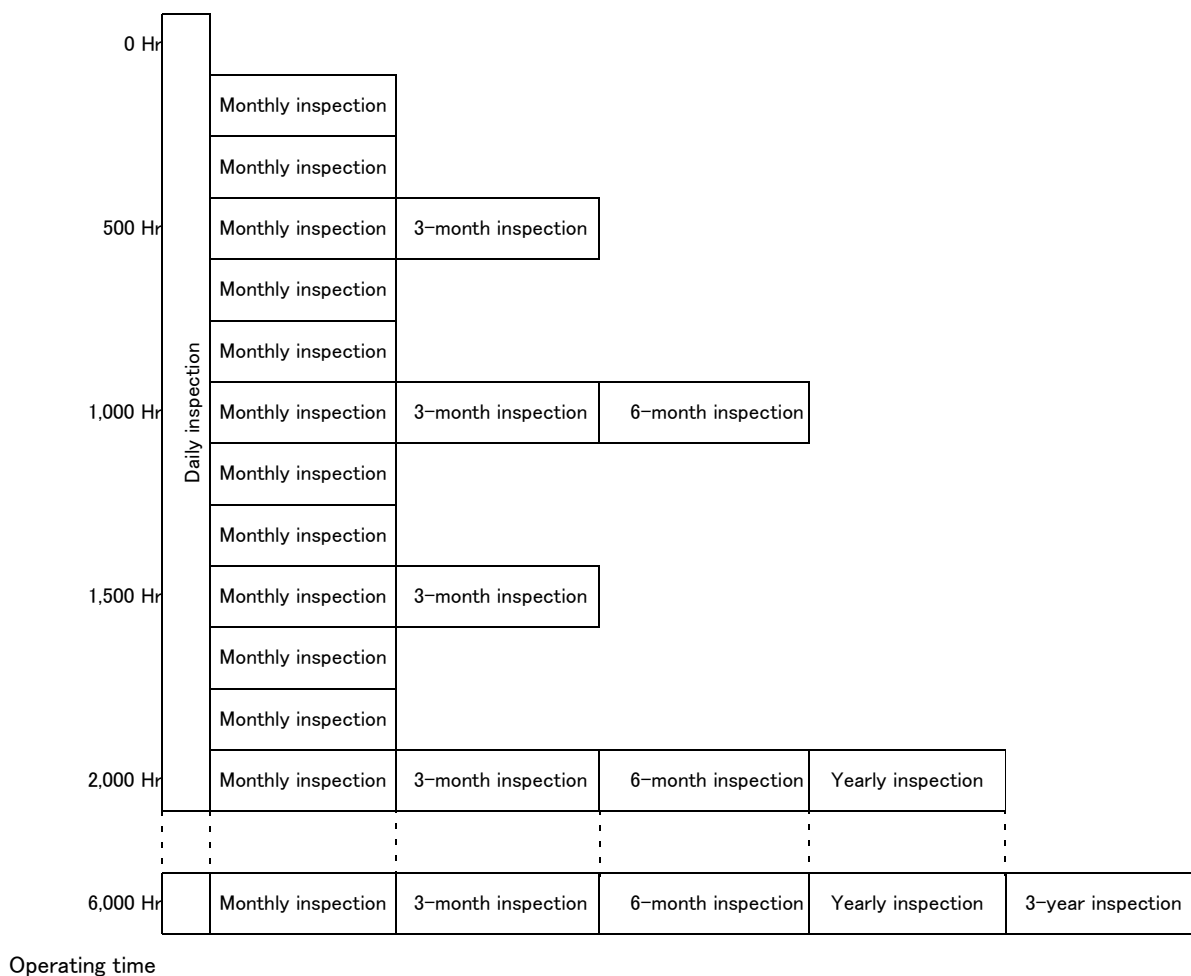 0 Hr
Monthly inspection
Monthly inspection
500 Hr Monthly inspection 3-month inspection
Monthly inspection
Monthly inspection
Daily inspection
1,000 Hr Monthly inspection 3-month inspection 6-month inspection
Monthly inspection
Monthly inspection
1,500 Hr Monthly inspection 3-month inspection
Monthly inspection
Monthly inspection
2,000 Hr Monthly inspection 3-month inspection 6-month inspection Yearly inspection
6,000 Hr Monthly inspection 3-month inspection 6-month inspection Yearly inspection 3-year inspection
Operating time